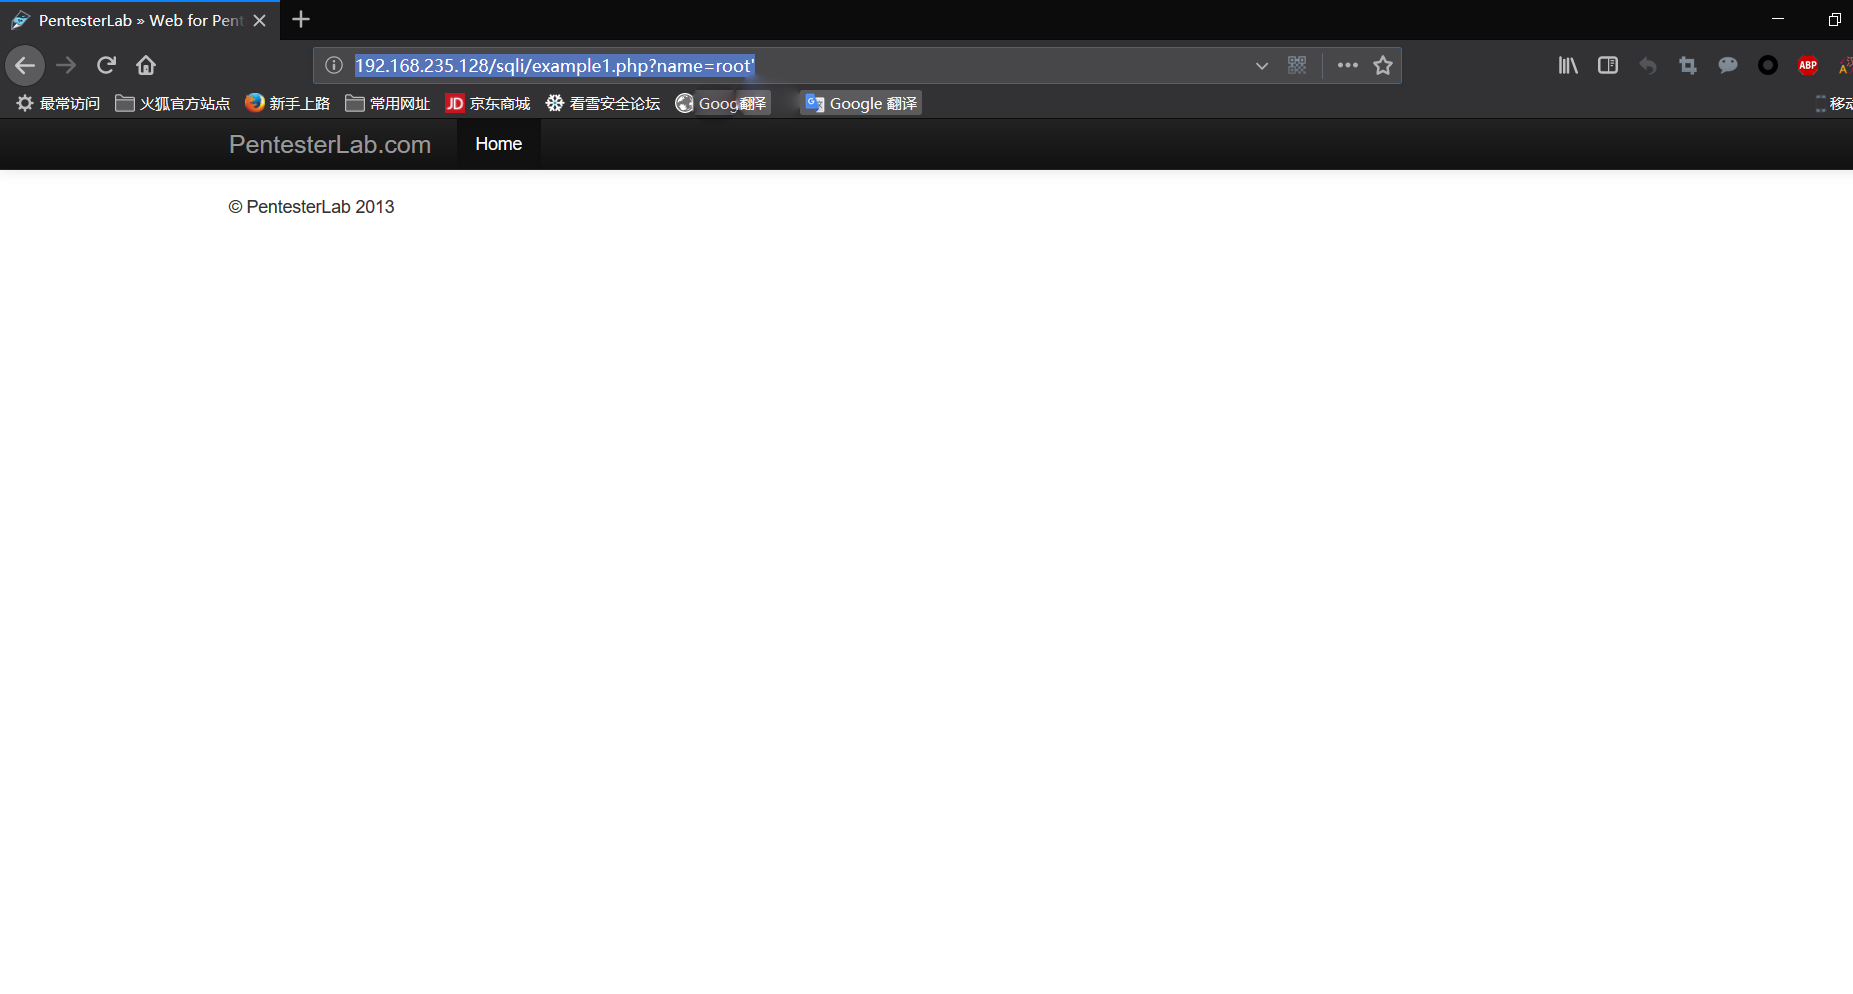 PentesterLab » Web for Pent
192.168.235.128/sqli/example1.php?name=root'
ABP
最常访问 火狐官方站点 新手上路 常用网址 JD 京东商城 看雪安全论坛 Goog翻译 Google 翻译 移动
PentesterLab.com Home
© PentesterLab 2013